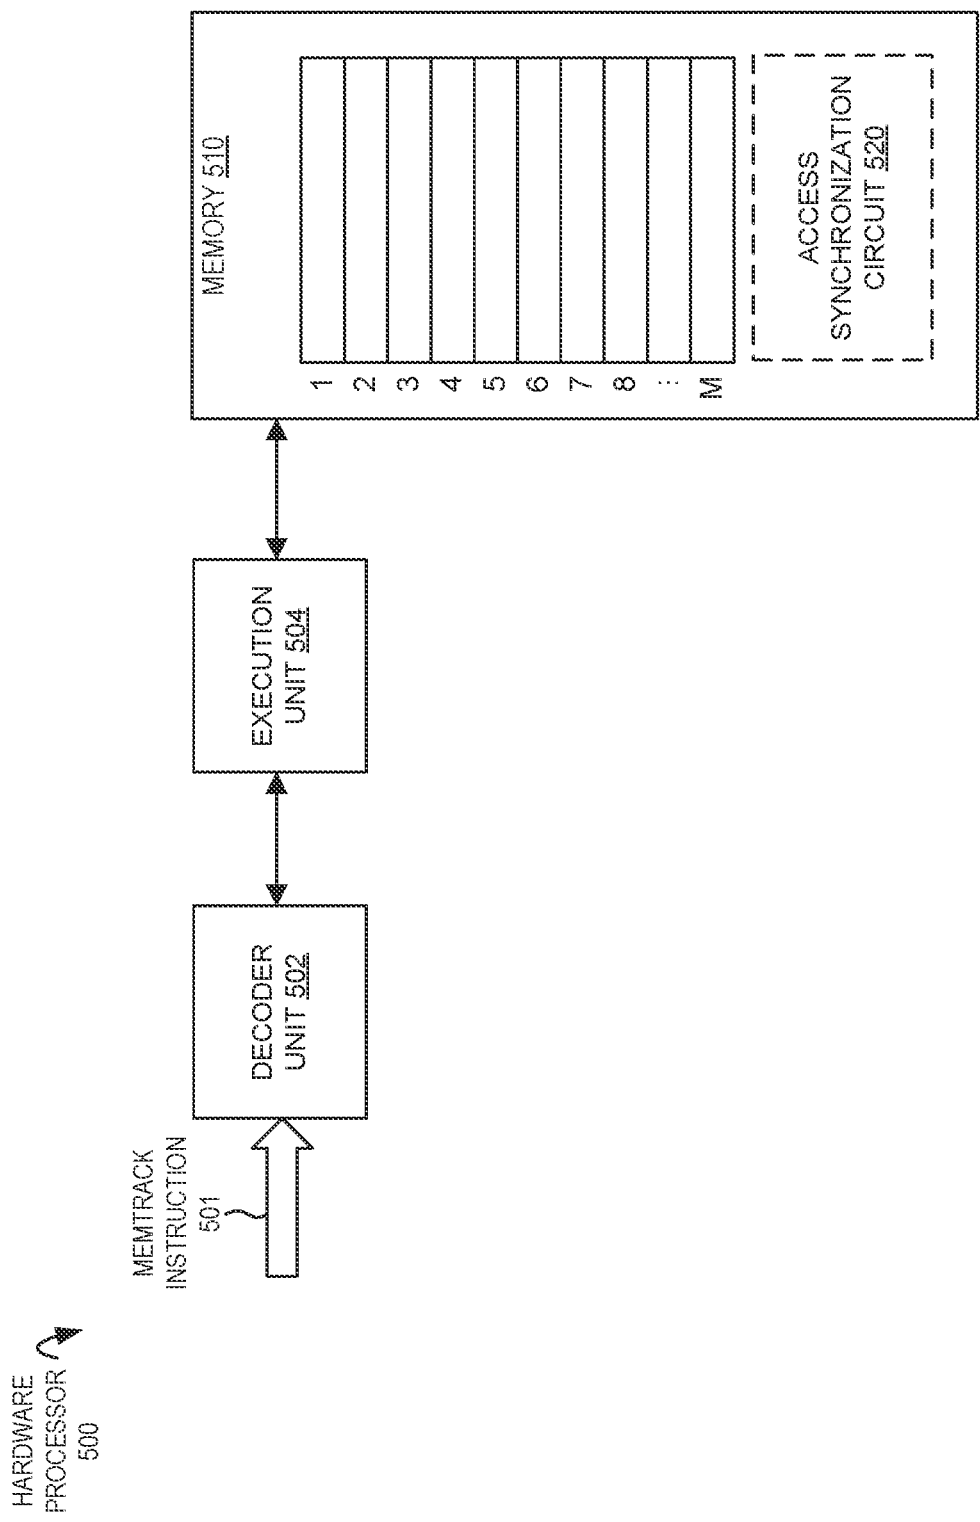 HARDWARE
PROCESSOR
500
MEMTRACK
INSTRUCTION
501
DECODER
UNIT 502
EXECUTION
UNIT 504
MEMORY 510
1
2
3
4
5
6
7
8
⋮
M
ACCESS
SYNCHRONIZATION
CIRCUIT 520